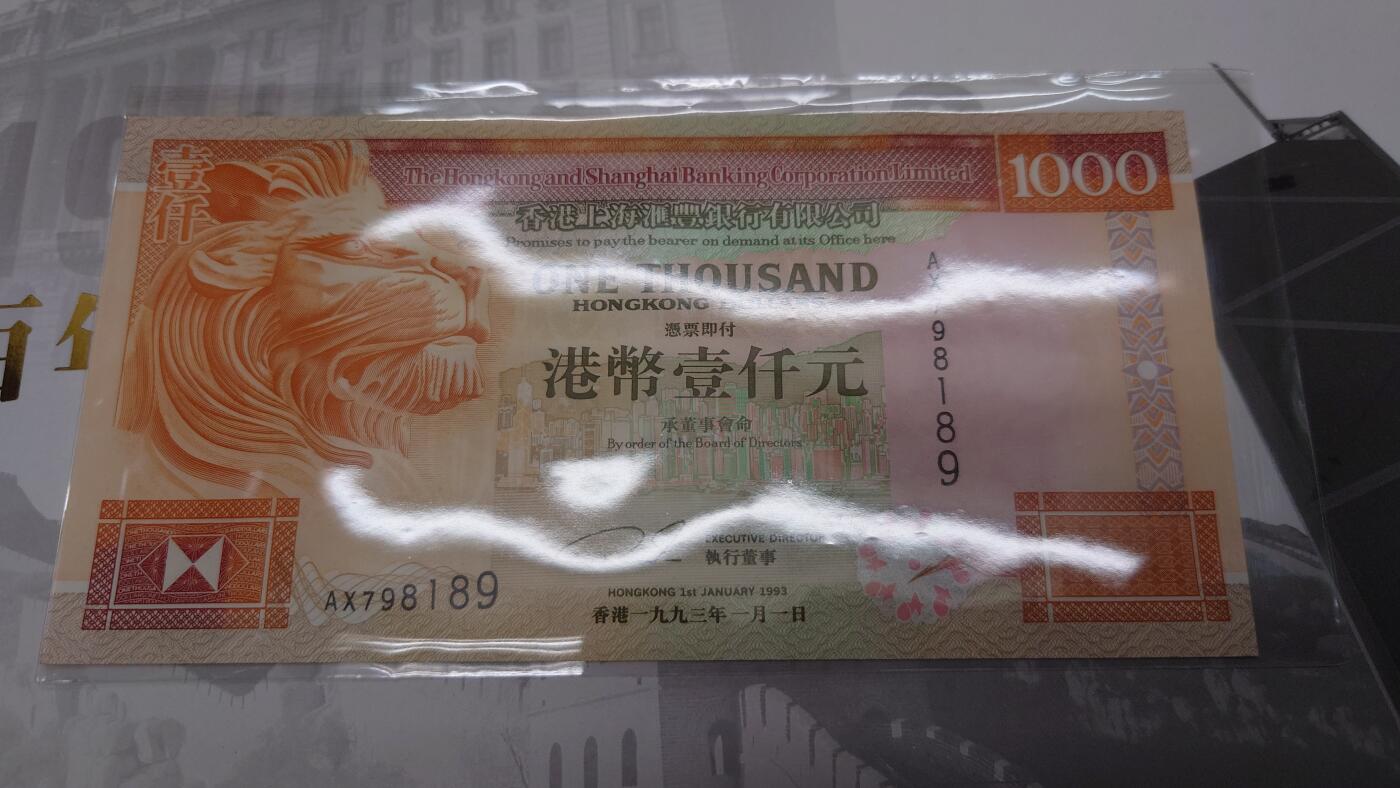 壹仟
The Hongkong and Shanghai Banking Corporation Limited
1000
香港上海滙豐銀行有限公司
Promises to pay the bearer on demand at its Office here
ONE THOUSAND
HONGKONG
憑票即付
港幣壹仟元
承董事會命
By order of the Board of Directors
EXECUTIVE DIRECTOR
執行董事
HONGKONG 1st JANUARY 1993
香港一九九三年一月一日
AX798189
AX 98189